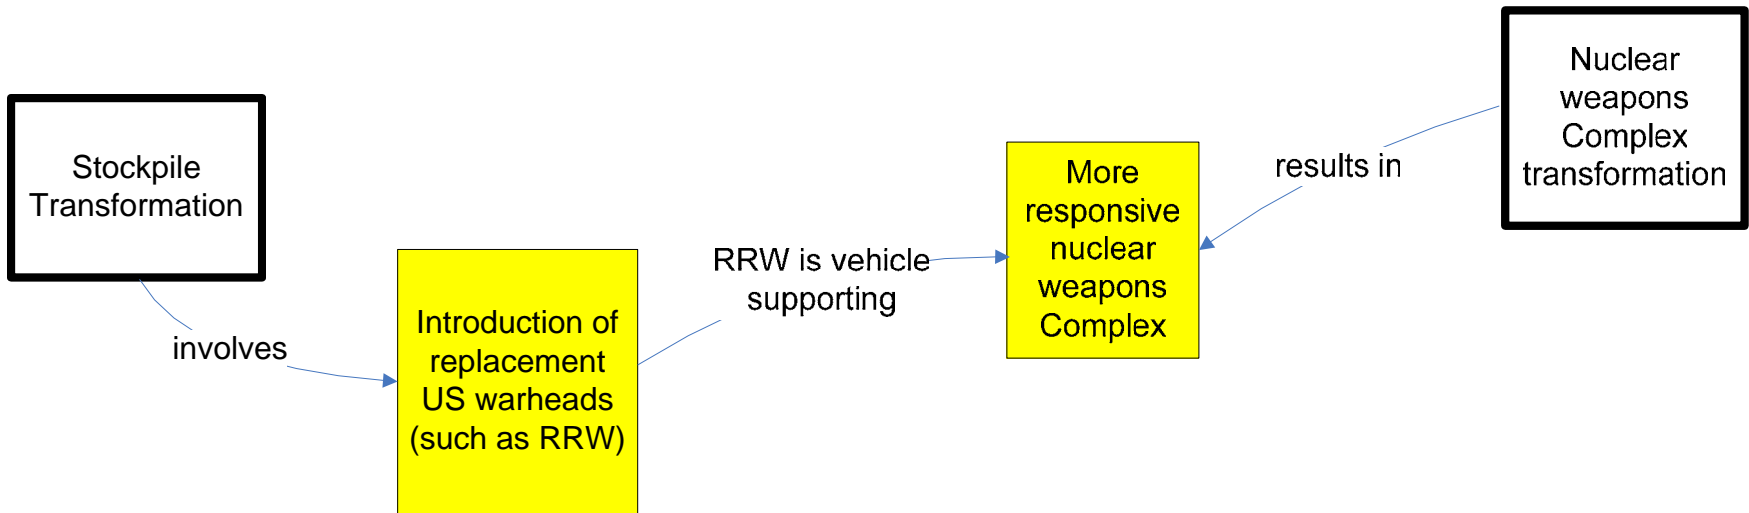 Stockpile
Transformation
involves
Introduction of
replacement
US warheads
(such as RRW)
RRW is vehicle
supporting
More
responsive
nuclear
weapons
Complex
results in
Nuclear
weapons
Complex
transformation